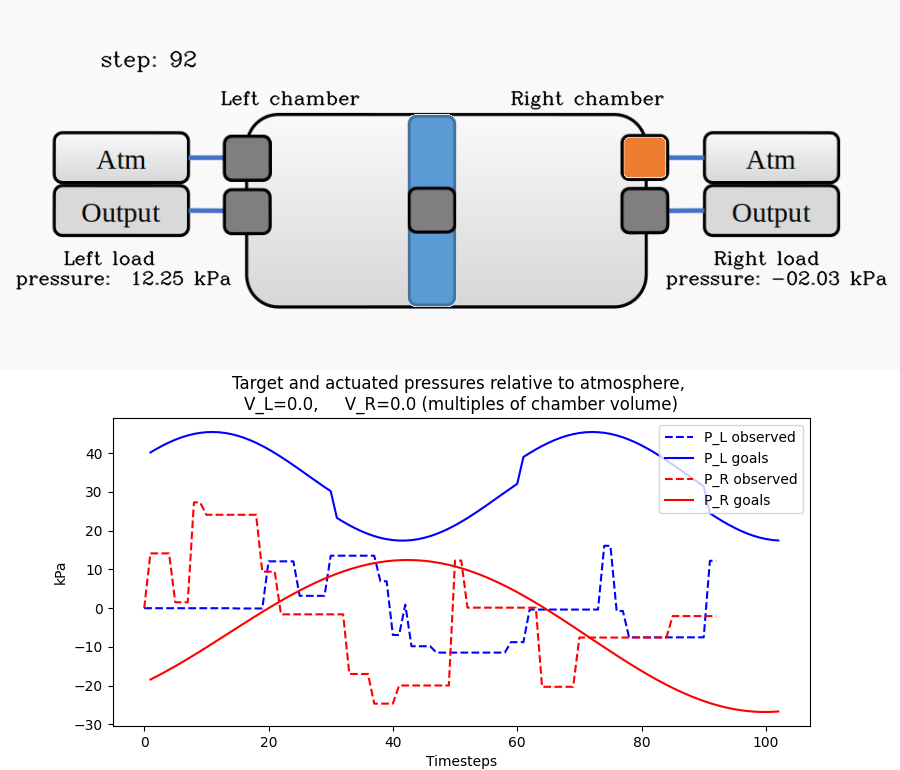 step: 92
Left chamber
Right chamber
Atm
Atm
Output
Output
Left load
pressure: 12.25 kPa
Right load
pressure: -02.03 kPa
Target and actuated pressures relative to atmosphere,
V_L=0.0, V_R=0.0 (multiples of chamber volume)
P_L observed
P_L goals
P_R observed
P_R goals
kPa
40
30
20
10
0
−10
−20
−30
0
20
40
60
80
100
Timesteps